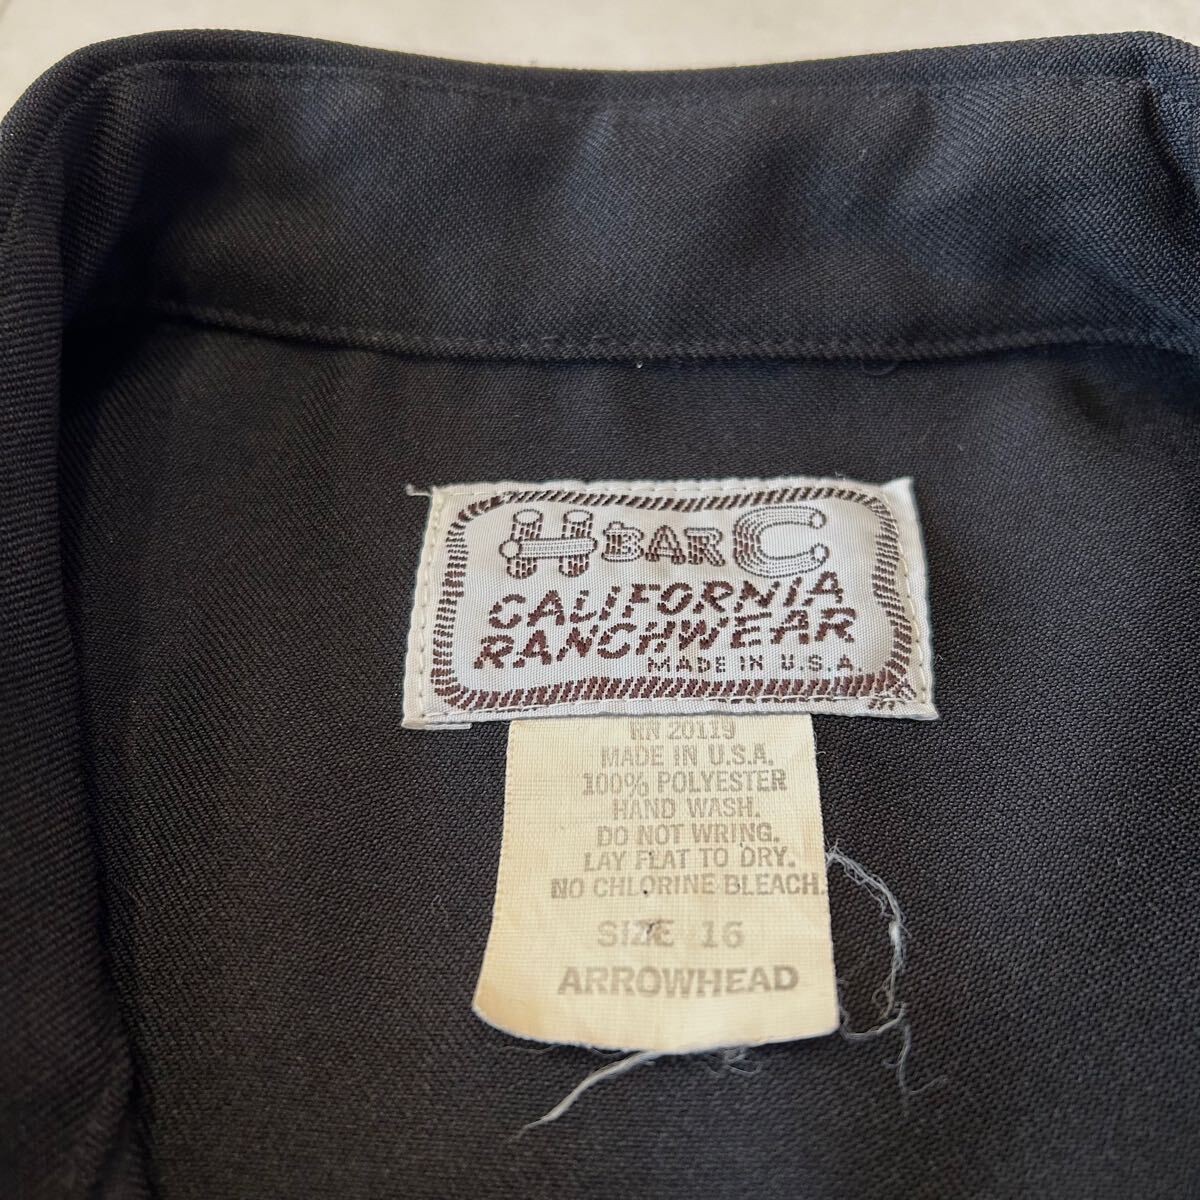 H BAR C
CALIFORNIA
RANCHWEAR
MADE IN U.S.A.
RN 20119
MADE IN U.S.A.
100% POLYESTER
HAND WASH.
DO NOT WRING.
LAY FLAT TO DRY.
NO CHLORINE BLEACH.
SIZE 16
ARROWHEAD